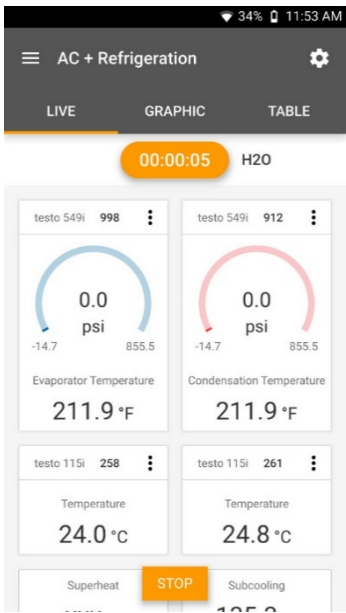 34% 11:53 AM
AC + Refrigeration
LIVE GRAPHIC TABLE
00:00:05 H2O
testo 549i 998
0.0
psi
-14.7 855.5
Evaporator Temperature
211.9 °F
testo 549i 912
0.0
psi
-14.7 855.5
Condensation Temperature
211.9 °F
testo 115i 258
Temperature
24.0 °C
testo 115i 261
Temperature
24.8 °C
Superheat
STOP
Subcooling